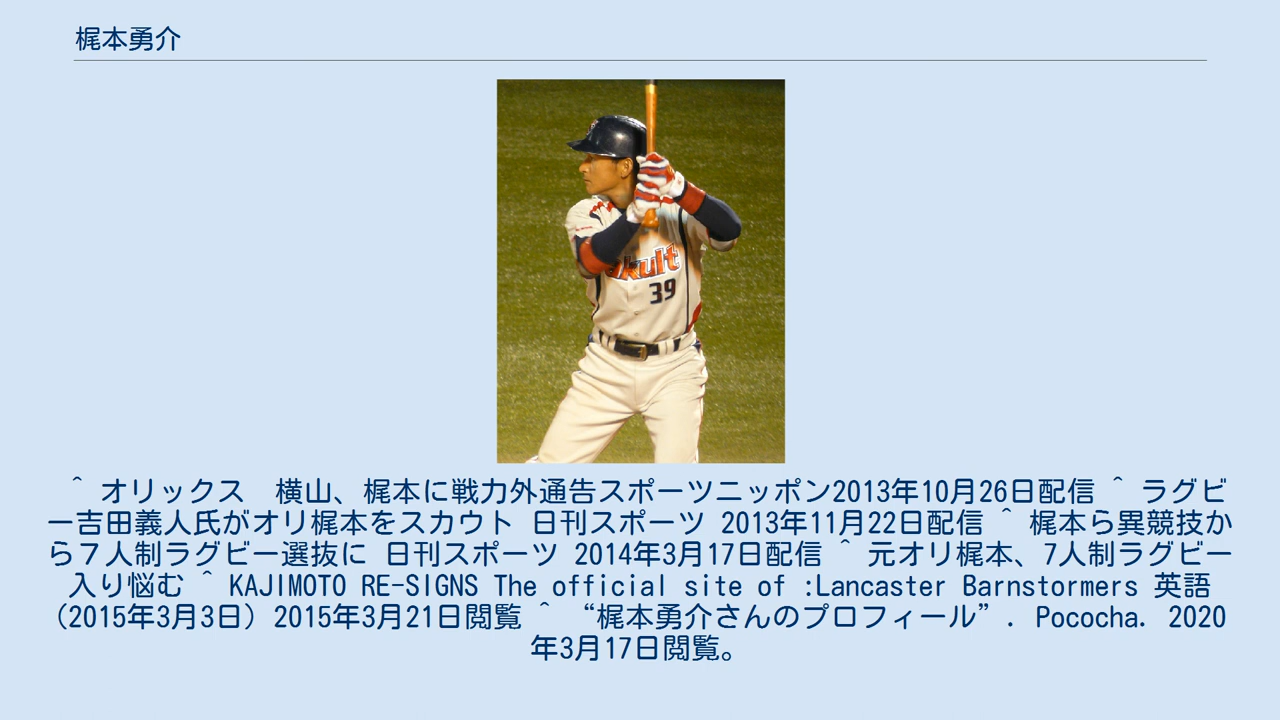 梶本勇介
akult
39
^ オリックス　横山、梶本に戦力外通告スポーツニッポン2013年10月26日配信 ^ ラグビ
ー吉田義人氏がオリ梶本をスカウト 日刊スポーツ 2013年11月22日配信 ^ 梶本ら異競技か
ら７人制ラグビー選抜に 日刊スポーツ 2014年3月17日配信 ^ 元オリ梶本、7人制ラグビー
入り悩む ^ KAJIMOTO RE-SIGNS The official site of :Lancaster Barnstormers 英語
（2015年3月3日）2015年3月21日閲覧 ^ “梶本勇介さんのプロフィール”. Pococha. 2020
年3月17日閲覧。